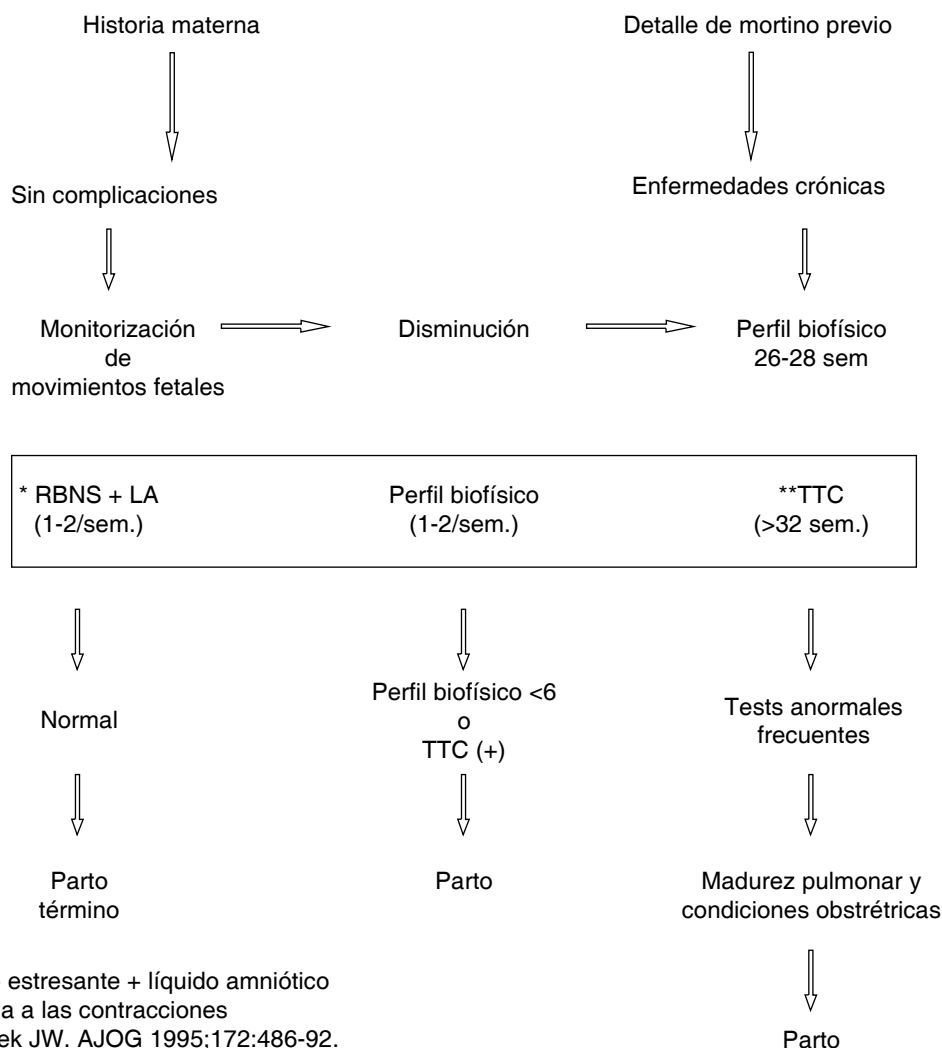 Historia materna
Detalle de mortino previo
Sin complicaciones
Enfermedades crónicas
Monitorización
de
movimientos fetales
Disminución
Perfil biofísico
26-28 sem
* RBNS + LA
(1-2/sem.)
Perfil biofísico
(1-2/sem.)
**TTC
(>32 sem.)
Normal
Perfil biofísico <6
o
TTC (+)
Tests anormales
frecuentes
Parto
término
Parto
Madurez pulmonar y
condiciones obstrétricas
estresante + líquido amniótico
a a las contracciones
ek JW. AJOG 1995;172:486-92.
Parto